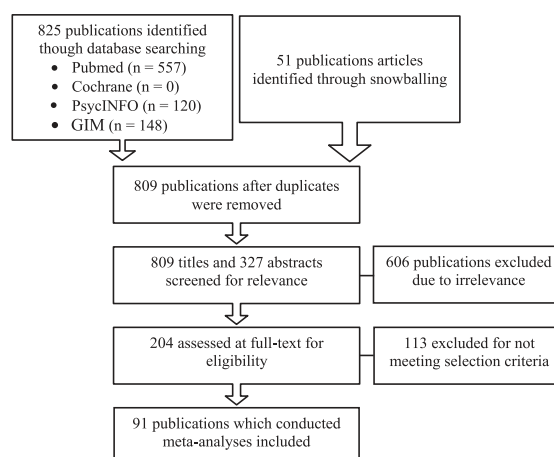 825 publications identified
though database searching
• Pubmed (n = 557)
• Cochrane (n = 0)
• PsycINFO (n = 120)
• GIM (n = 148)
51 publications articles
identified through snowballing
809 publications after duplicates
were removed
809 titles and 327 abstracts
screened for relevance
606 publications excluded
due to irrelevance
204 assessed at full-text for
eligibility
113 excluded for not
meeting selection criteria
91 publications which conducted
meta-analyses included